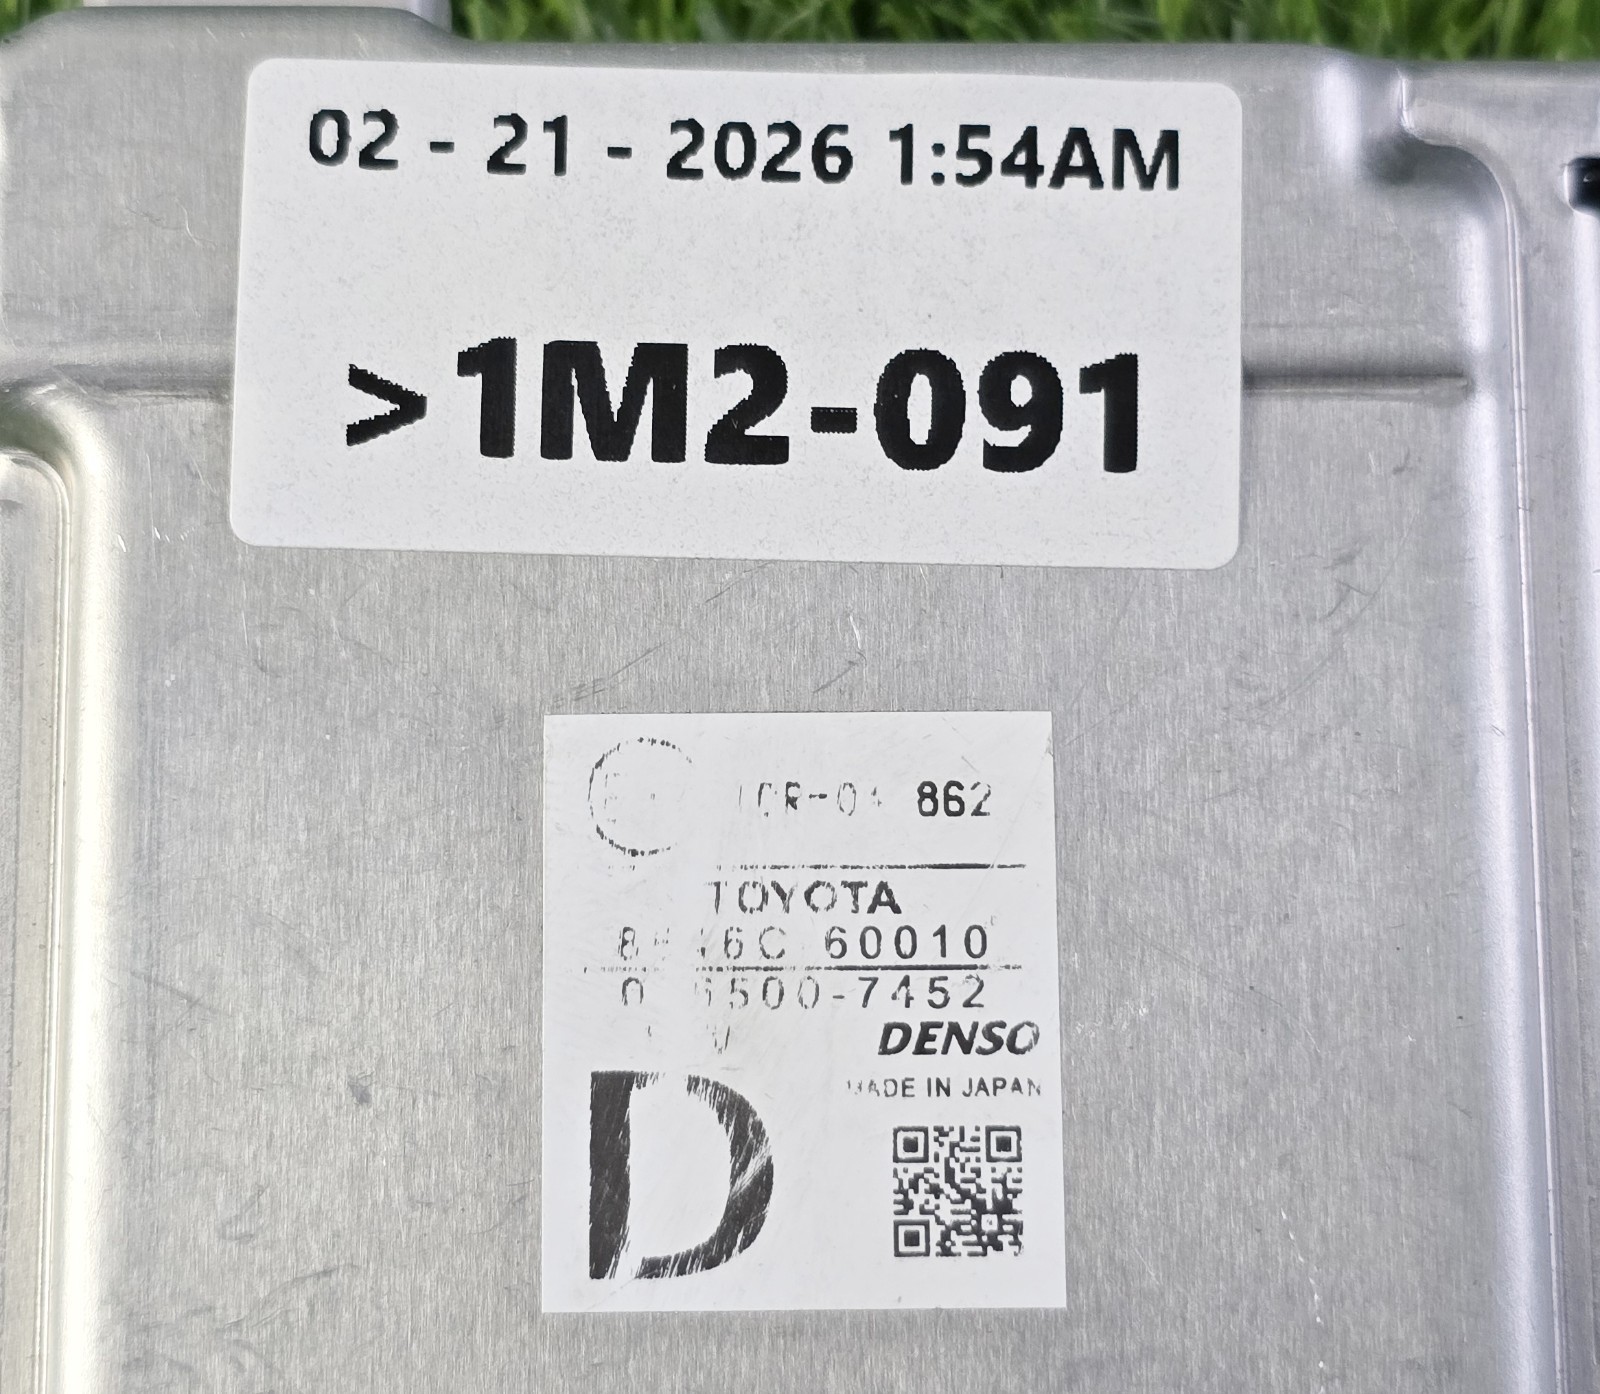 02 - 21 - 2026 1:54AM
>1M2-091
862
TOYOTA
60010
DENSO
MADE IN JAPAN
D